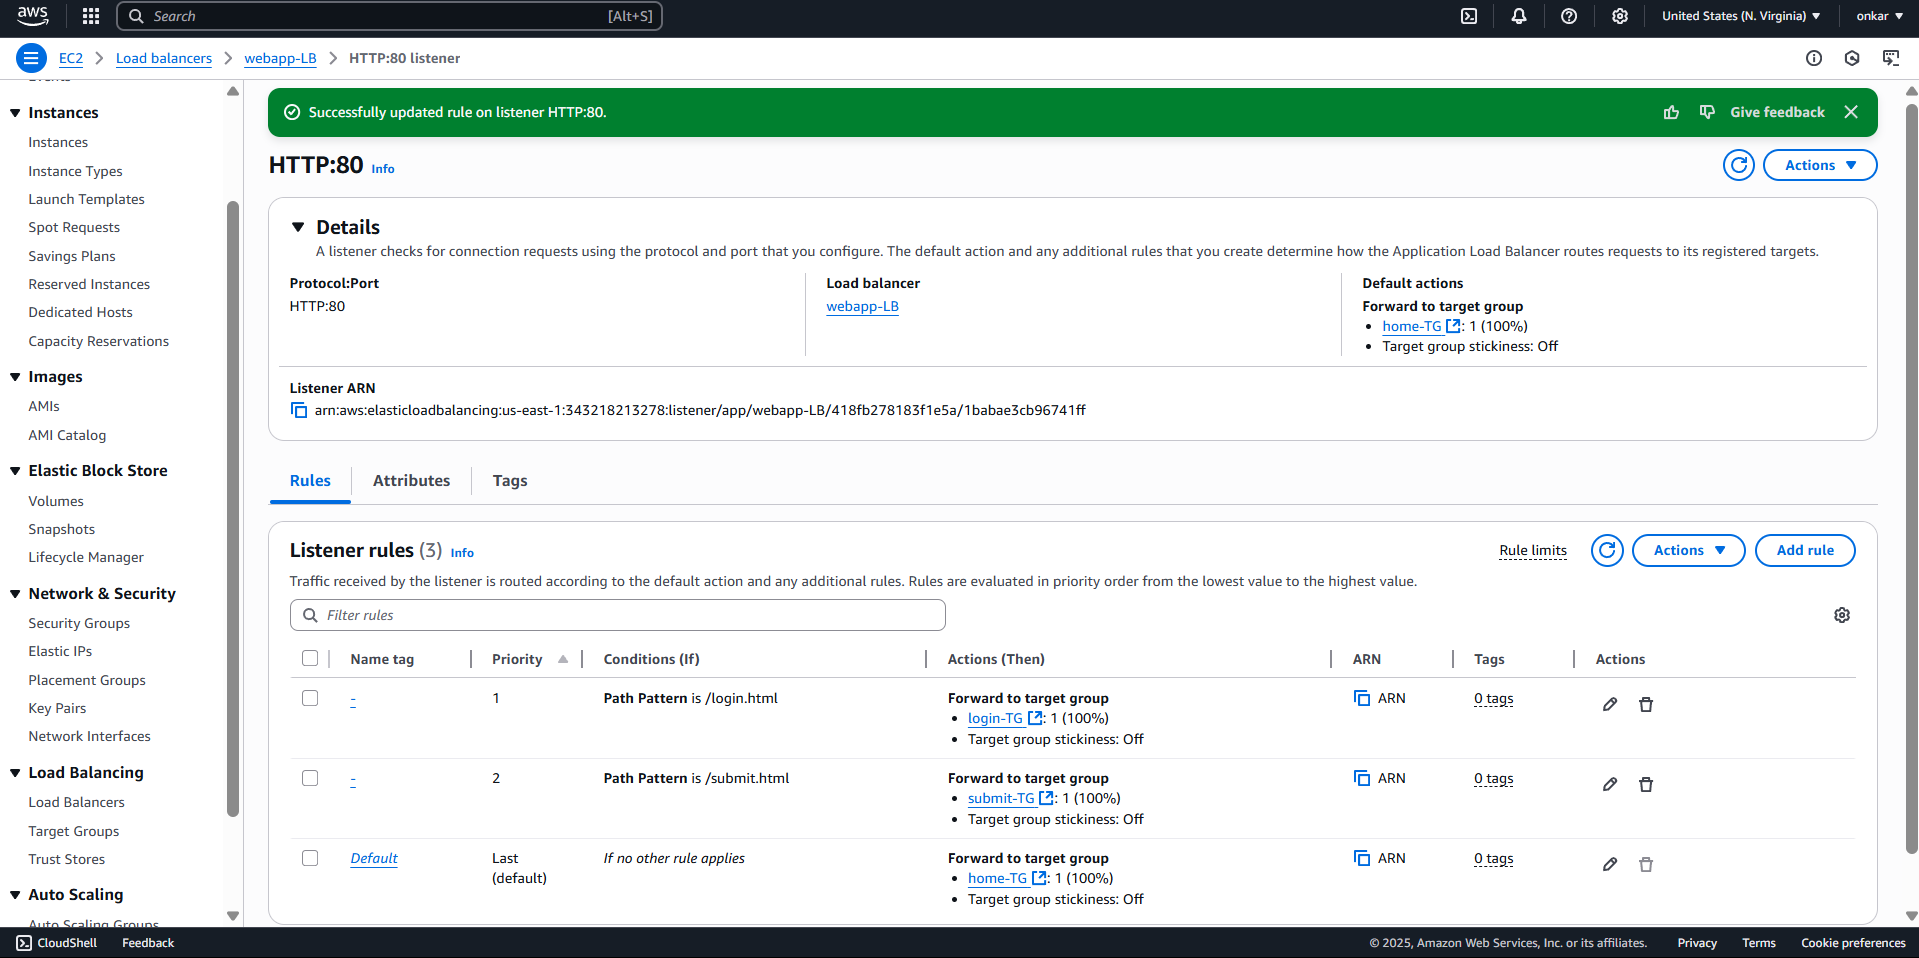 aws
Search [Alt+S]
United States (N. Virginia) onkar
EC2 Load balancers webapp-LB HTTP:80 listener
Events
Instances
Instances
Instance Types
Launch Templates
Spot Requests
Savings Plans
Reserved Instances
Dedicated Hosts
Capacity Reservations
Images
AMIs
AMI Catalog
Elastic Block Store
Volumes
Snapshots
Lifecycle Manager
Network & Security
Security Groups
Elastic IPs
Placement Groups
Key Pairs
Network Interfaces
Load Balancing
Load Balancers
Target Groups
Trust Stores
Auto Scaling
Auto Scaling Groups
Successfully updated rule on listener HTTP:80. Give feedback
HTTP:80 Info Actions
Details
A listener checks for connection requests using the protocol and port that you configure. The default action and any additional rules that you create determine how the Application Load Balancer routes requests to its registered targets.
Protocol:Port
HTTP:80
Load balancer
webapp-LB
Default actions
Forward to target group
• home-TG : 1 (100%)
• Target group stickiness: Off
Listener ARN
arn:aws:elasticloadbalancing:us-east-1:343218213278:listener/app/webapp-LB/418fb278183f1e5a/1babae3cb96741ff
Rules Attributes Tags
Listener rules (3) Info Rule limits Actions Add rule
Traffic received by the listener is routed according to the default action and any additional rules. Rules are evaluated in priority order from the lowest value to the highest value.
Filter rules
Name tag Priority Conditions (If) Actions (Then) ARN Tags Actions
- 1 Path Pattern is /login.html Forward to target group ARN 0 tags
• login-TG : 1 (100%)
• Target group stickiness: Off
- 2 Path Pattern is /submit.html Forward to target group ARN 0 tags
• submit-TG : 1 (100%)
• Target group stickiness: Off
Default Last If no other rule applies Forward to target group ARN 0 tags
(default) • home-TG : 1 (100%)
• Target group stickiness: Off
CloudShell Feedback © 2025, Amazon Web Services, Inc. or its affiliates. Privacy Terms Cookie preferences